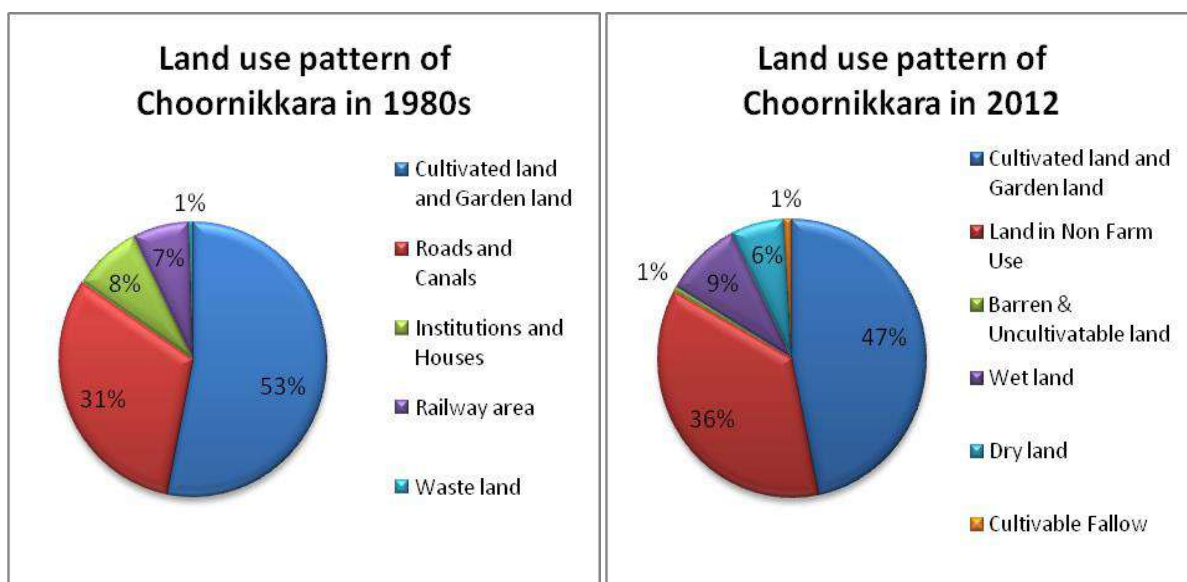 Land use pattern of
Choornikkara in 1980s
1%
7%
8%
31%
53%
Cultivated land
and Garden land
Roads and
Canals
Institutions and
Houses
Railway area
Waste land
Land use pattern of
Choornikkara in 2012
1%
6%
9%
1%
47%
36%
Cultivated land and
Garden land
Land in Non Farm
Use
Barren &
Uncultivatable land
Wet land
Dry land
Cultivable Fallow